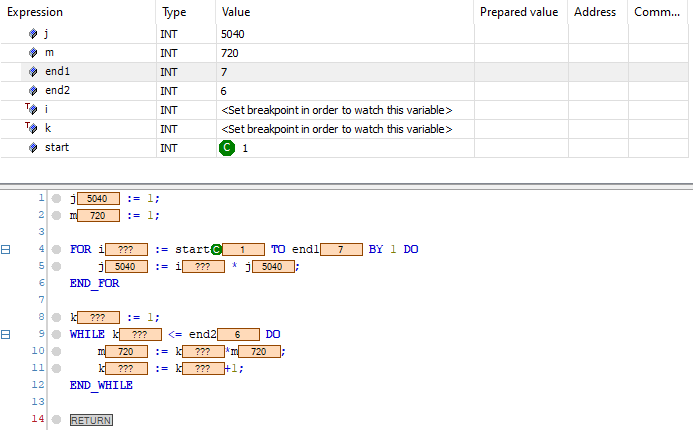 Expression Type Value Prepared value Address Comm...
j INT 5040
m INT 720
end1 INT 7
end2 INT 6
T i INT <Set breakpoint in order to watch this variable>
T k INT <Set breakpoint in order to watch this variable>
start INT C 1
1 j 5040 := 1;
2 m 720 := 1;
3
4 FOR i ??? := start C 1 TO end1 7 BY 1 DO
5 j 5040 := i ??? * j 5040 ;
6 END_FOR
7
8 k ??? := 1;
9 WHILE k ??? <= end2 6 DO
10 m 720 := k ??? *m 720 ;
11 k ??? := k ??? +1;
12 END_WHILE
13
14 RETURN